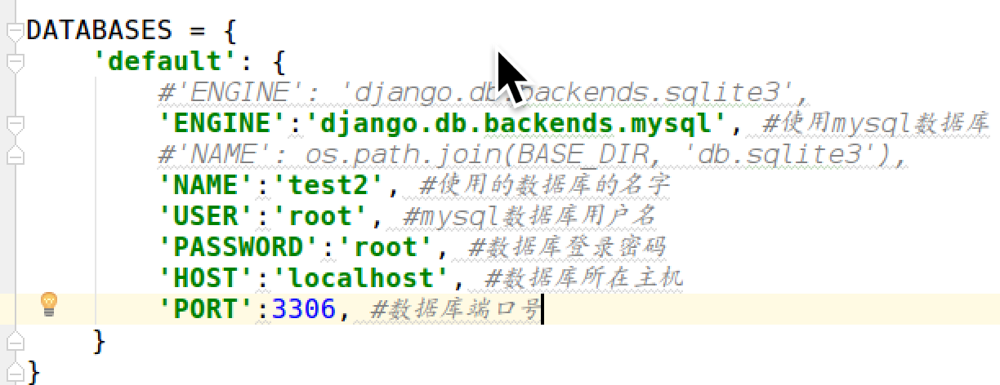 DATABASES = {
    'default': {
        #'ENGINE': 'django.db.backends.sqlite3',
        'ENGINE':'django.db.backends.mysql', #使用mysql数据库
        #'NAME': os.path.join(BASE_DIR, 'db.sqlite3'),
        'NAME':'test2', #使用的数据库的名字
        'USER':'root', #mysql数据库用户名
        'PASSWORD':'root', #数据库登录密码
        'HOST':'localhost', #数据库所在主机
        'PORT':3306, #数据库端口号
    }
}